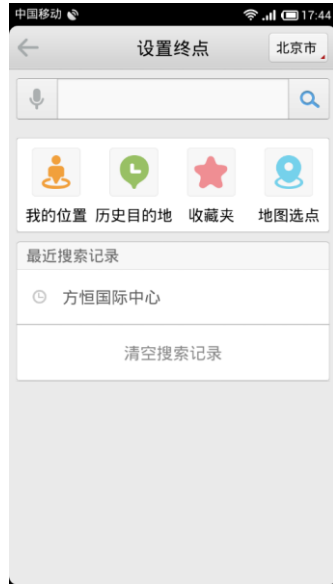 中国移动 17:44
设置终点 北京市
我的位置 历史目的地 收藏夹 地图选点
最近搜索记录
方恒国际中心
清空搜索记录